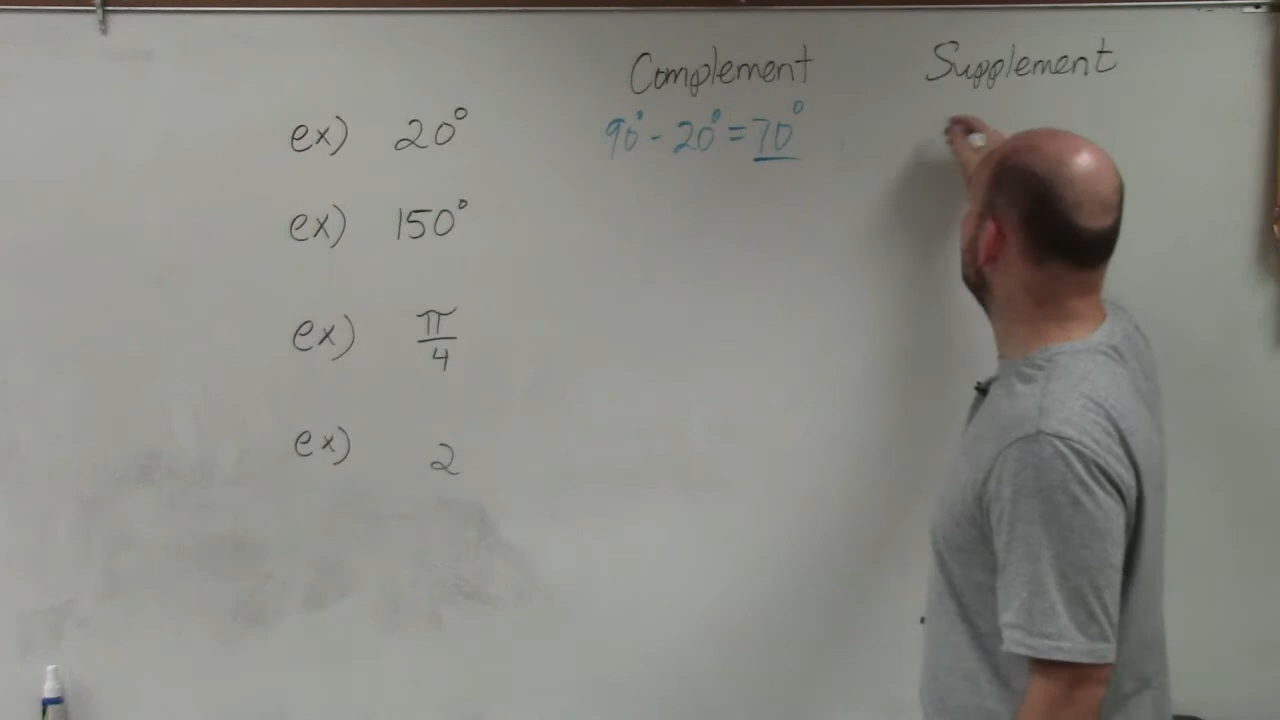 Complement Supplement
ex) 20° 90° - 20° = 70°
ex) 150°
ex) π/4
ex) 2